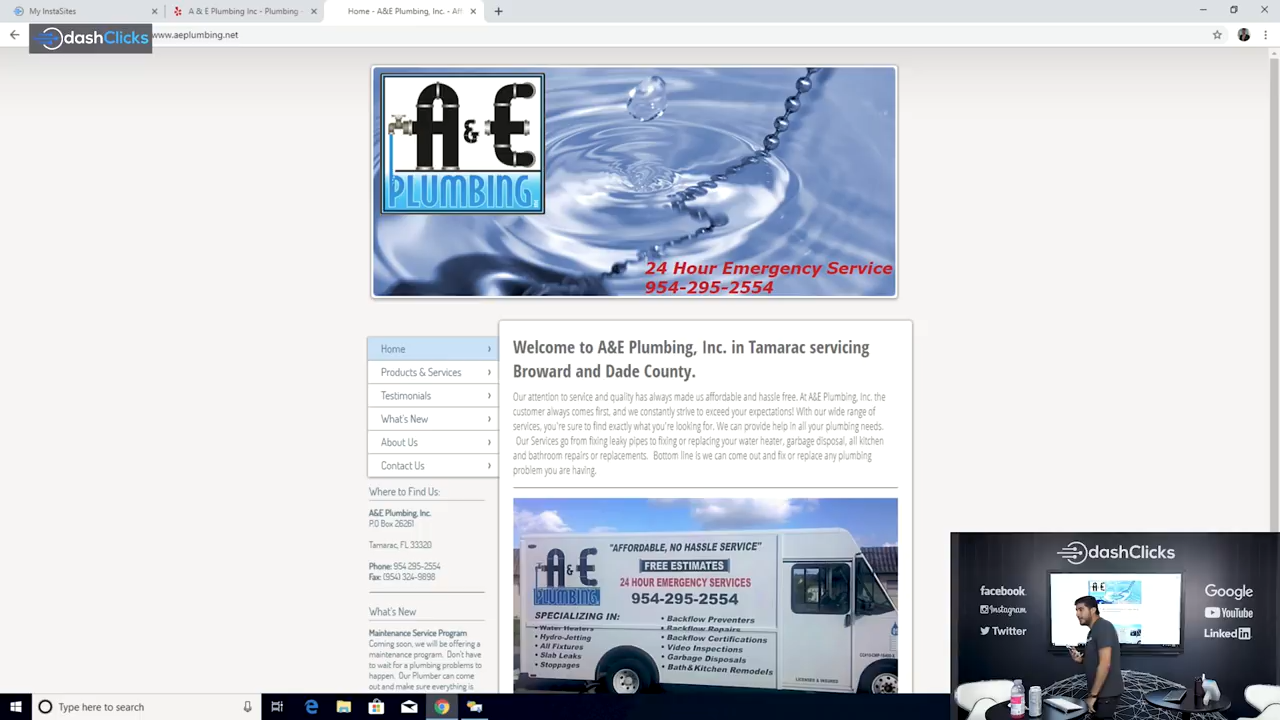 My InstaSites
A & E Plumbing Inc - Plumbing -
Home - A&E Plumbing, Inc. - Aff
dashClicks
www.aeplumbing.net
A & E
PLUMBING
24 Hour Emergency Service
954-295-2554
Home
Products & Services
Testimonials
What's New
About Us
Contact Us
Where to Find Us:
A&E Plumbing, Inc.
P.O Box 26261
Tamarac, FL 33320
Phone: 954 295-2554
Fax: (954) 324-9898
What's New
Maintenance Service Program
Coming soon, we will be offering a
maintenance program. Don't have
to wait for a plumbing problems to
happen. Our Plumber can come
out and make sure everything is
Welcome to A&E Plumbing, Inc. in Tamarac servicing
Broward and Dade County.
Our attention to service and quality has always made us affordable and hassle free. At A&E Plumbing, Inc. the
customer always comes first, and we constantly strive to exceed your expectations! With our wide range of
services, you're sure to find exactly what you're looking for. We can provide help in all your plumbing needs.
Our Services go from fixing leaky pipes to fixing or replacing your water heater, garbage disposal, all kitchen
and bathroom repairs or replacements. Bottom line is we can come out and fix or replace any plumbing
problem you are having.
A & E
PLUMBING
"AFFORDABLE, NO HASSLE SERVICE"
FREE ESTIMATES
24 HOUR EMERGENCY SERVICES
954-295-2554
SPECIALIZING IN:
Water Heaters
• Hydro-Jetting
• All Fixtures
• Slab Leaks
• Stoppages
• Backflow Preventers
• Backflow Repairs
• Backflow Certifications
• Video Inspections
• Garbage Disposals
• Bath&Kitchen Remodels
LICENSED & INSURED
dashClicks
facebook
Instagram
Twitter
Google
YouTube
Linkedin
Type here to search